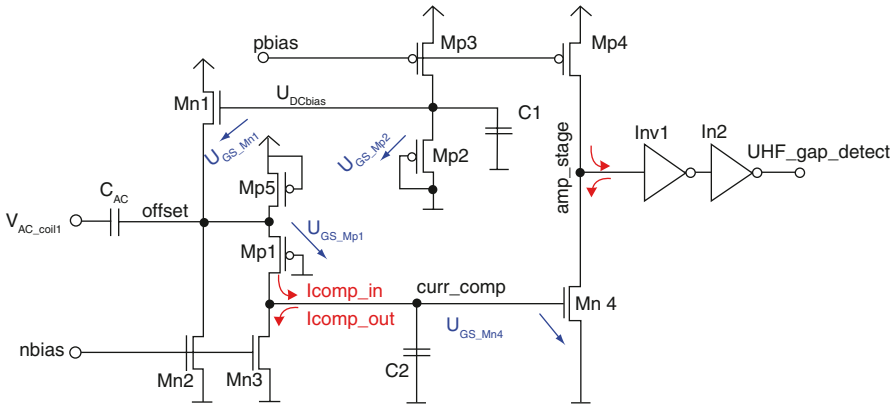 pbias
Mp3
Mp4
Mn1
U_DCbias
C1
U_GS_Mn1
U_GS_Mp2
Mp2
amp_stage
Inv1
In2
UHF_gap_detect
Mp5
C_AC
V_AC_coil1
offset
U_GS_Mp1
Mp1
Icomp_in
curr_comp
Mn 4
Icomp_out
U_GS_Mn4
nbias
C2
Mn2
Mn3